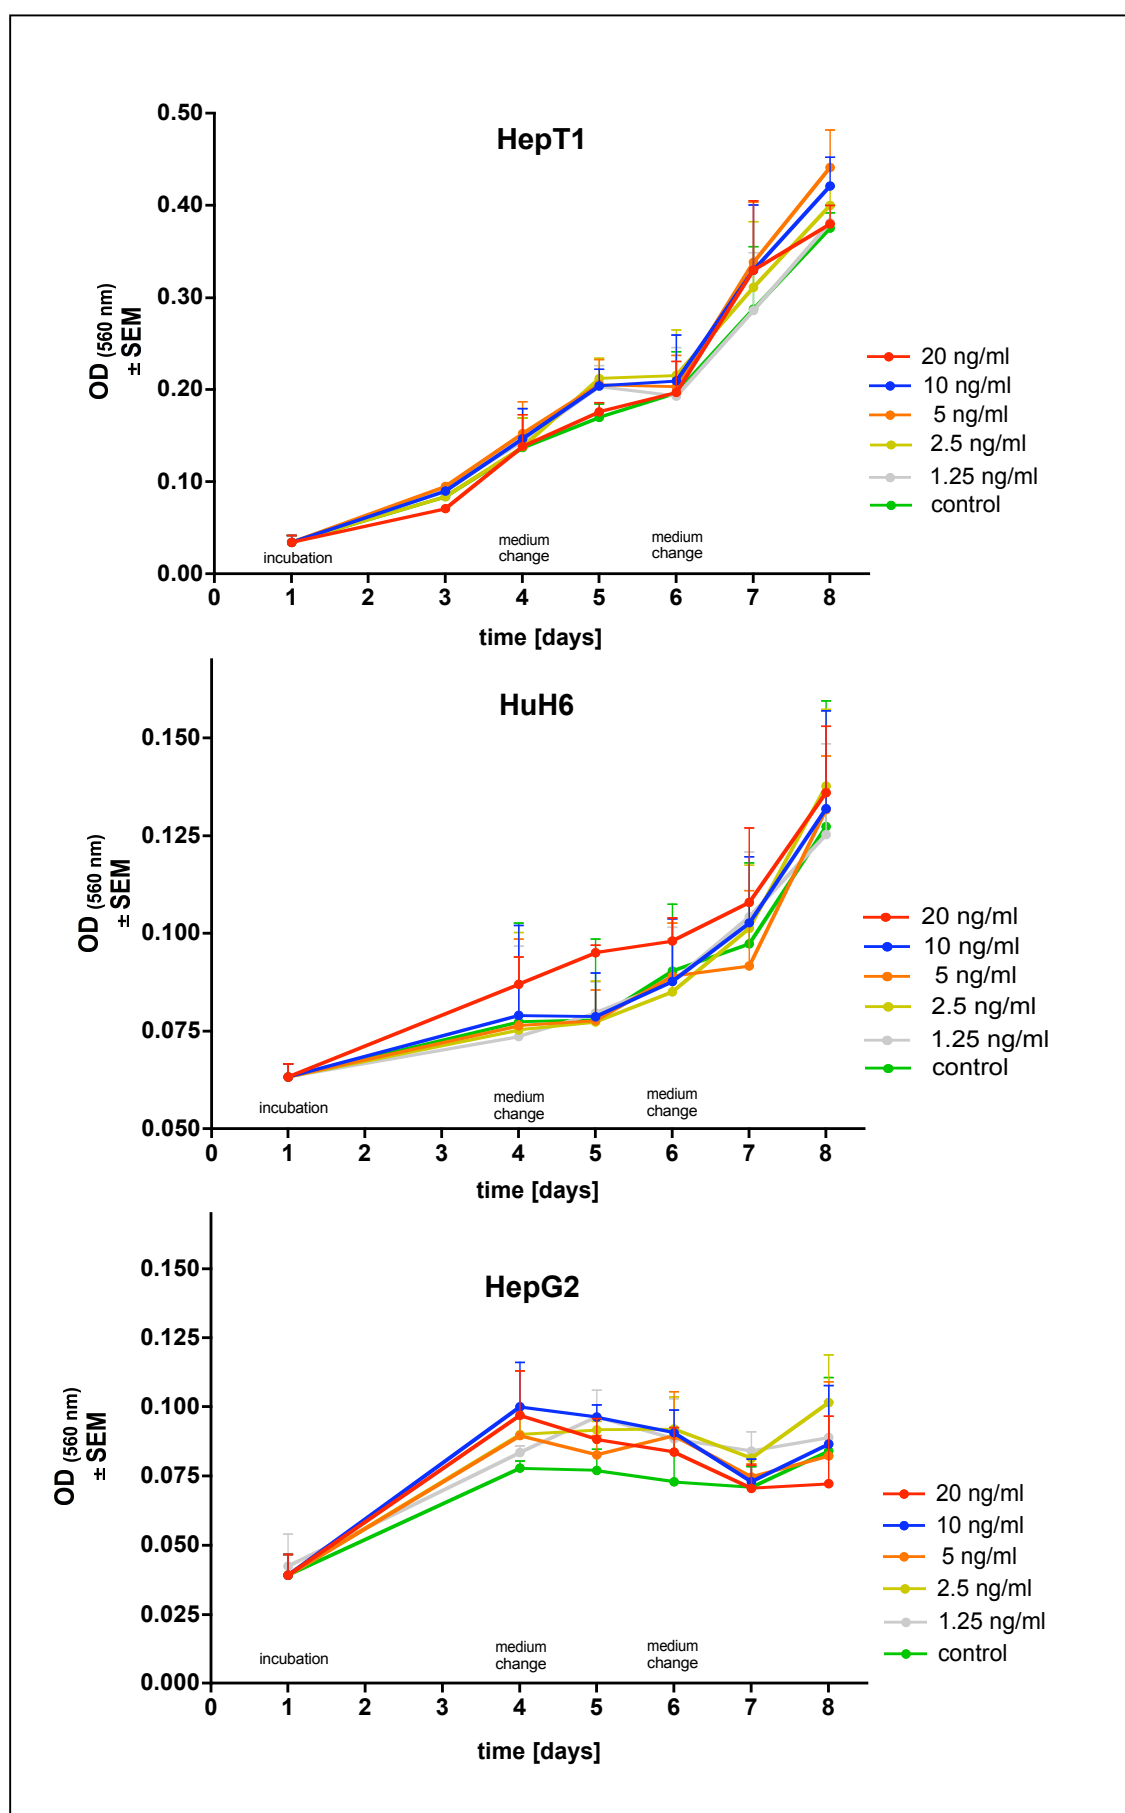 HepT1
0.50
0.40
0.30
0.20
0.10
0.00
OD (560 nm)
± SEM
20 ng/ml
10 ng/ml
5 ng/ml
2.5 ng/ml
1.25 ng/ml
control
incubation
medium
change
medium
change
0 1 2 3 4 5 6 7 8
time [days]
HuH6
0.150
0.125
0.100
0.075
0.050
OD (560 nm)
± SEM
20 ng/ml
10 ng/ml
5 ng/ml
2.5 ng/ml
1.25 ng/ml
control
incubation
medium
change
medium
change
0 1 2 3 4 5 6 7 8
time [days]
HepG2
0.150
0.125
0.100
0.075
0.050
0.025
0.000
OD (560 nm)
± SEM
20 ng/ml
10 ng/ml
5 ng/ml
2.5 ng/ml
1.25 ng/ml
control
incubation
medium
change
medium
change
0 1 2 3 4 5 6 7 8
time [days]